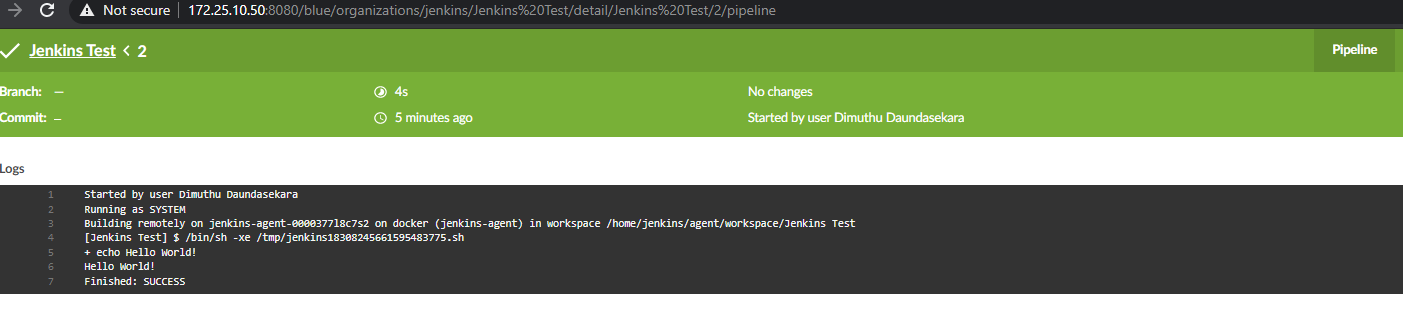 Not secure 172.25.10.50:8080/blue/organizations/jenkins/Jenkins%20Test/detail/Jenkins%20Test/2/pipeline
Jenkins Test < 2 Pipeline
Branch: — 4s No changes
Commit: — 5 minutes ago Started by user Dimuthu Daundasekara
Logs
1 Started by user Dimuthu Daundasekara
2 Running as SYSTEM
3 Building remotely on jenkins-agent-0000377l8c7s2 on docker (jenkins-agent) in workspace /home/jenkins/agent/workspace/Jenkins Test
4 [Jenkins Test] $ /bin/sh -xe /tmp/jenkins18308245661595483775.sh
5 + echo Hello World!
6 Hello World!
7 Finished: SUCCESS